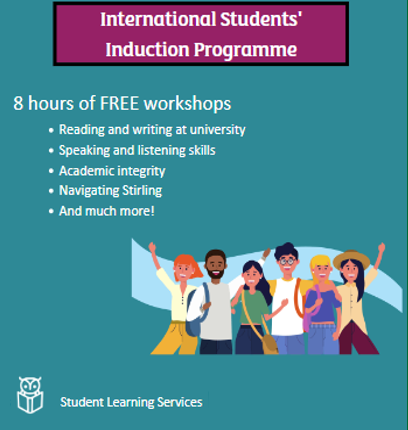 International Students'
Induction Programme
8 hours of FREE workshops
• Reading and writing at university
• Speaking and listening skills
• Academic integrity
• Navigating Stirling
• And much more!
Student Learning Services